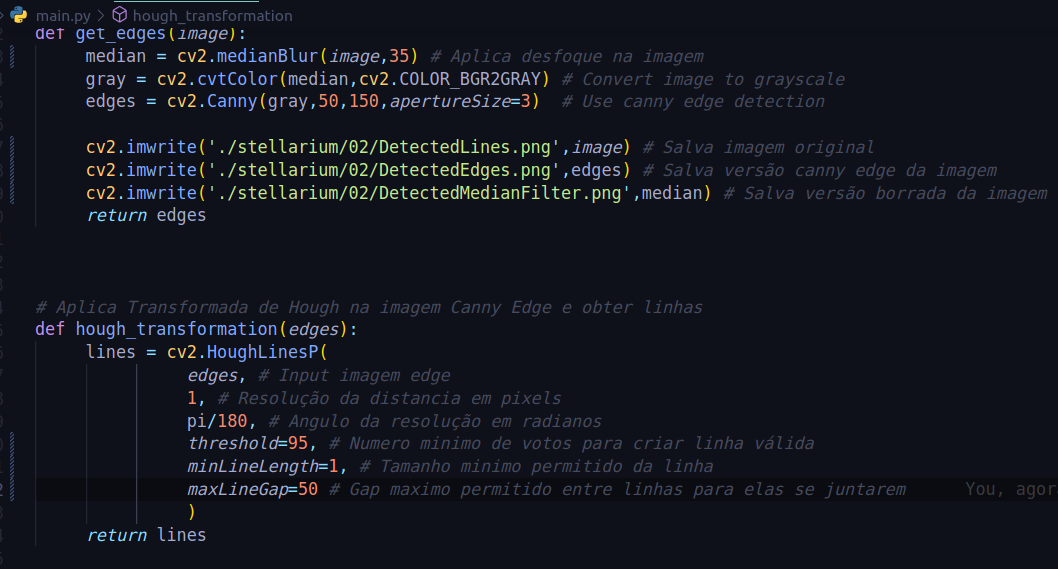 main.py > hough_transformation
def get_edges(image):
median = cv2.medianBlur(image,35) # Aplica desfoque na imagem
gray = cv2.cvtColor(median,cv2.COLOR_BGR2GRAY) # Convert image to grayscale
edges = cv2.Canny(gray,50,150,apertureSize=3) # Use canny edge detection
cv2.imwrite('./stellarium/02/DetectedLines.png',image) # Salva imagem original
cv2.imwrite('./stellarium/02/DetectedEdges.png',edges) # Salva versão canny edge da imagem
cv2.imwrite('./stellarium/02/DetectedMedianFilter.png',median) # Salva versão borrada da imagem
return edges
# Aplica Transformada de Hough na imagem Canny Edge e obter linhas
def hough_transformation(edges):
lines = cv2.HoughLinesP(
edges, # Input imagem edge
1, # Resolução da distancia em pixels
pi/180, # Angulo da resolução em radianos
threshold=95, # Numero minimo de votos para criar linha válida
minLineLength=1, # Tamanho minimo permitido da linha
maxLineGap=50 # Gap maximo permitido entre linhas para elas se juntarem You, agor
)
return lines